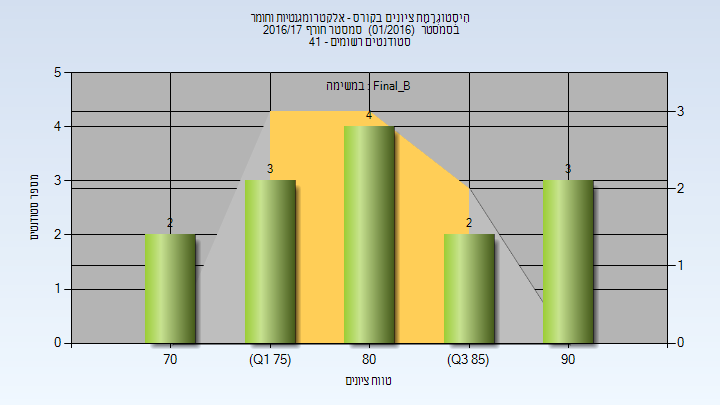 היסטוגרמת ציונים בקורס - אלקטרומגנטיות וחומר
בסמסטר (01/2016) סמסטר חורף 2016/17
סטודנטים רשומים - 41
במשימה : Final_B
5
4
3
2
1
0
מספר סטודנטים
3
2
1
0
2
3
4
2
3
70
(Q1 75)
80
(Q3 85)
90
טווח ציונים